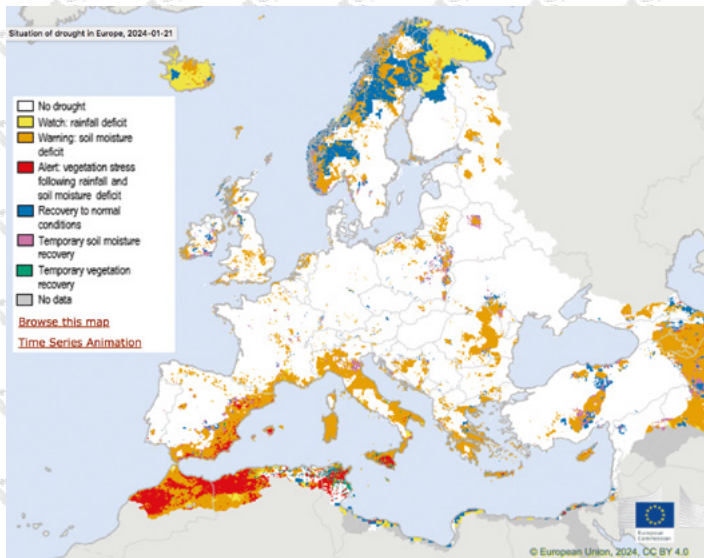 Situation of drought in Europe, 2024-01-21
No drought
Watch: rainfall deficit
Warning: soil moisture
deficit
Alert: vegetation stress
following rainfall and
soil moisture deficit
Recovery to normal
conditions
Temporary soil moisture
recovery
Temporary vegetation
recovery
No data
Browse this map
Time Series Animation
European
Commission
© European Union, 2024, CC BY 4.0